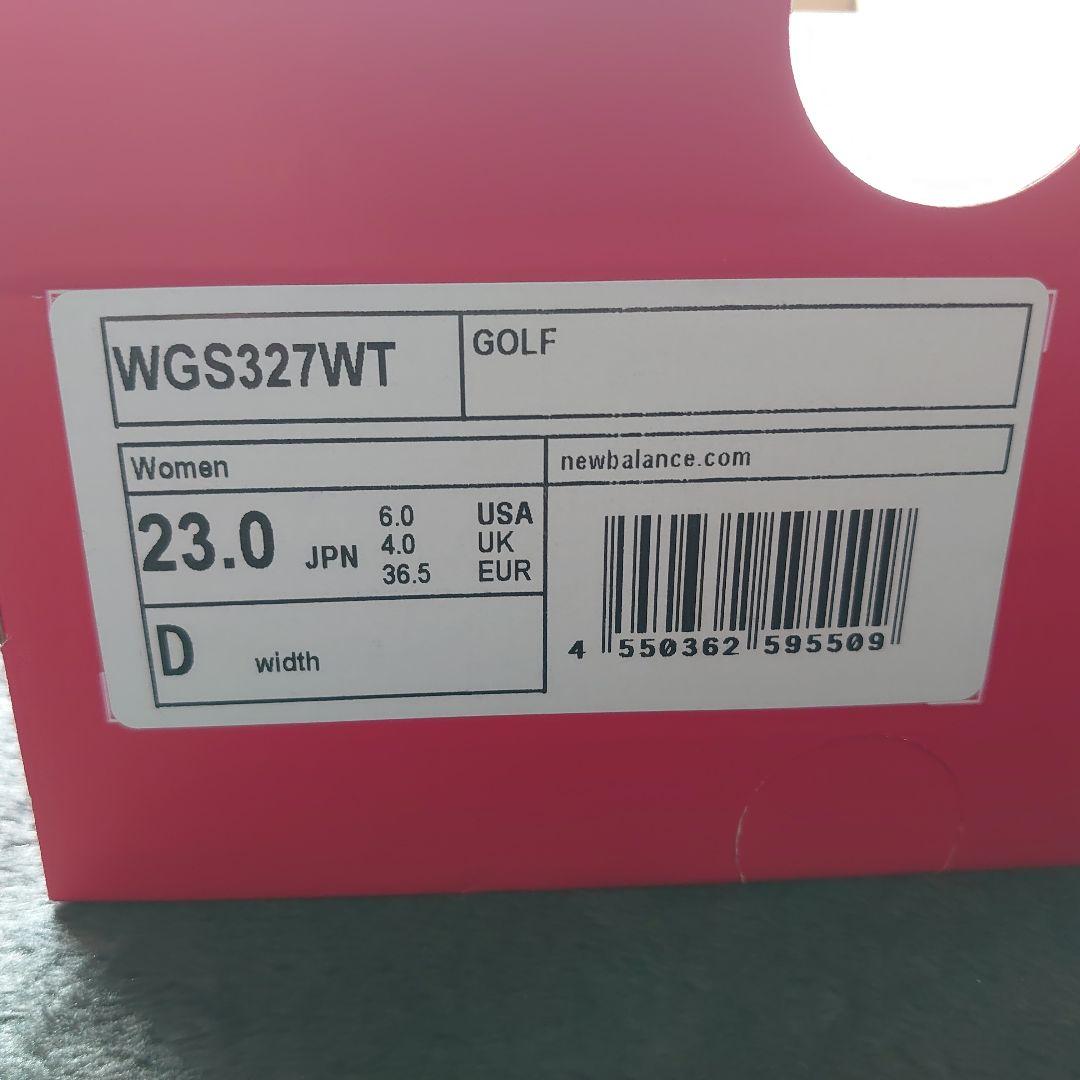 WGS327WT
GOLF
Women
newbalance.com
23.0 JPN
6.0 USA
4.0 UK
36.5 EUR
D width
4 550362 595509